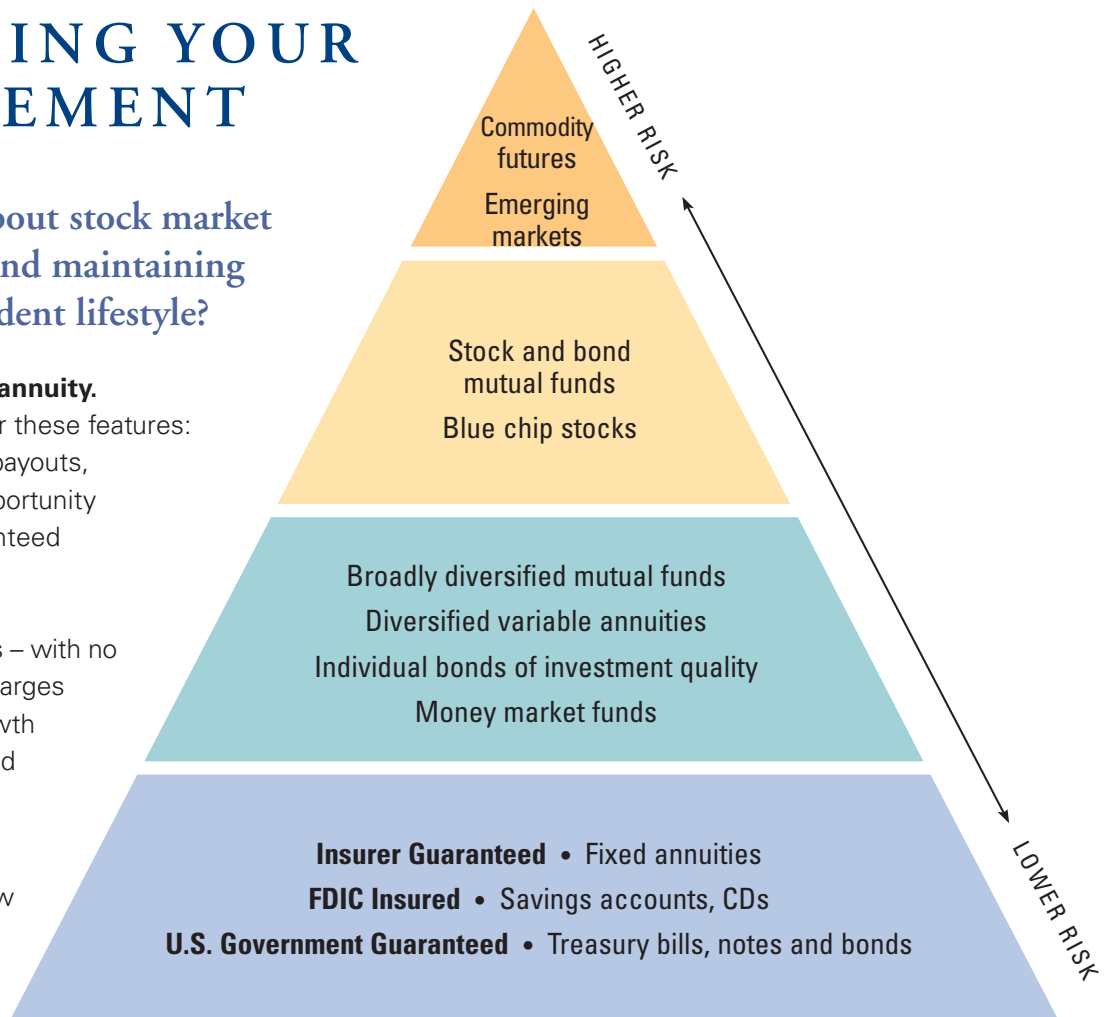 ING YOUR
EMENT
bout stock market
nd maintaining
dent lifestyle?
annuity.
r these features:
payouts,
portunity
nteed
s – with no
arges
wth
d
w
HIGHER RISK
Commodity
futures
Emerging
markets
Stock and bond
mutual funds
Blue chip stocks
Broadly diversified mutual funds
Diversified variable annuities
Individual bonds of investment quality
Money market funds
Insurer Guaranteed • Fixed annuities
FDIC Insured • Savings accounts, CDs
U.S. Government Guaranteed • Treasury bills, notes and bonds
LOWER RISK